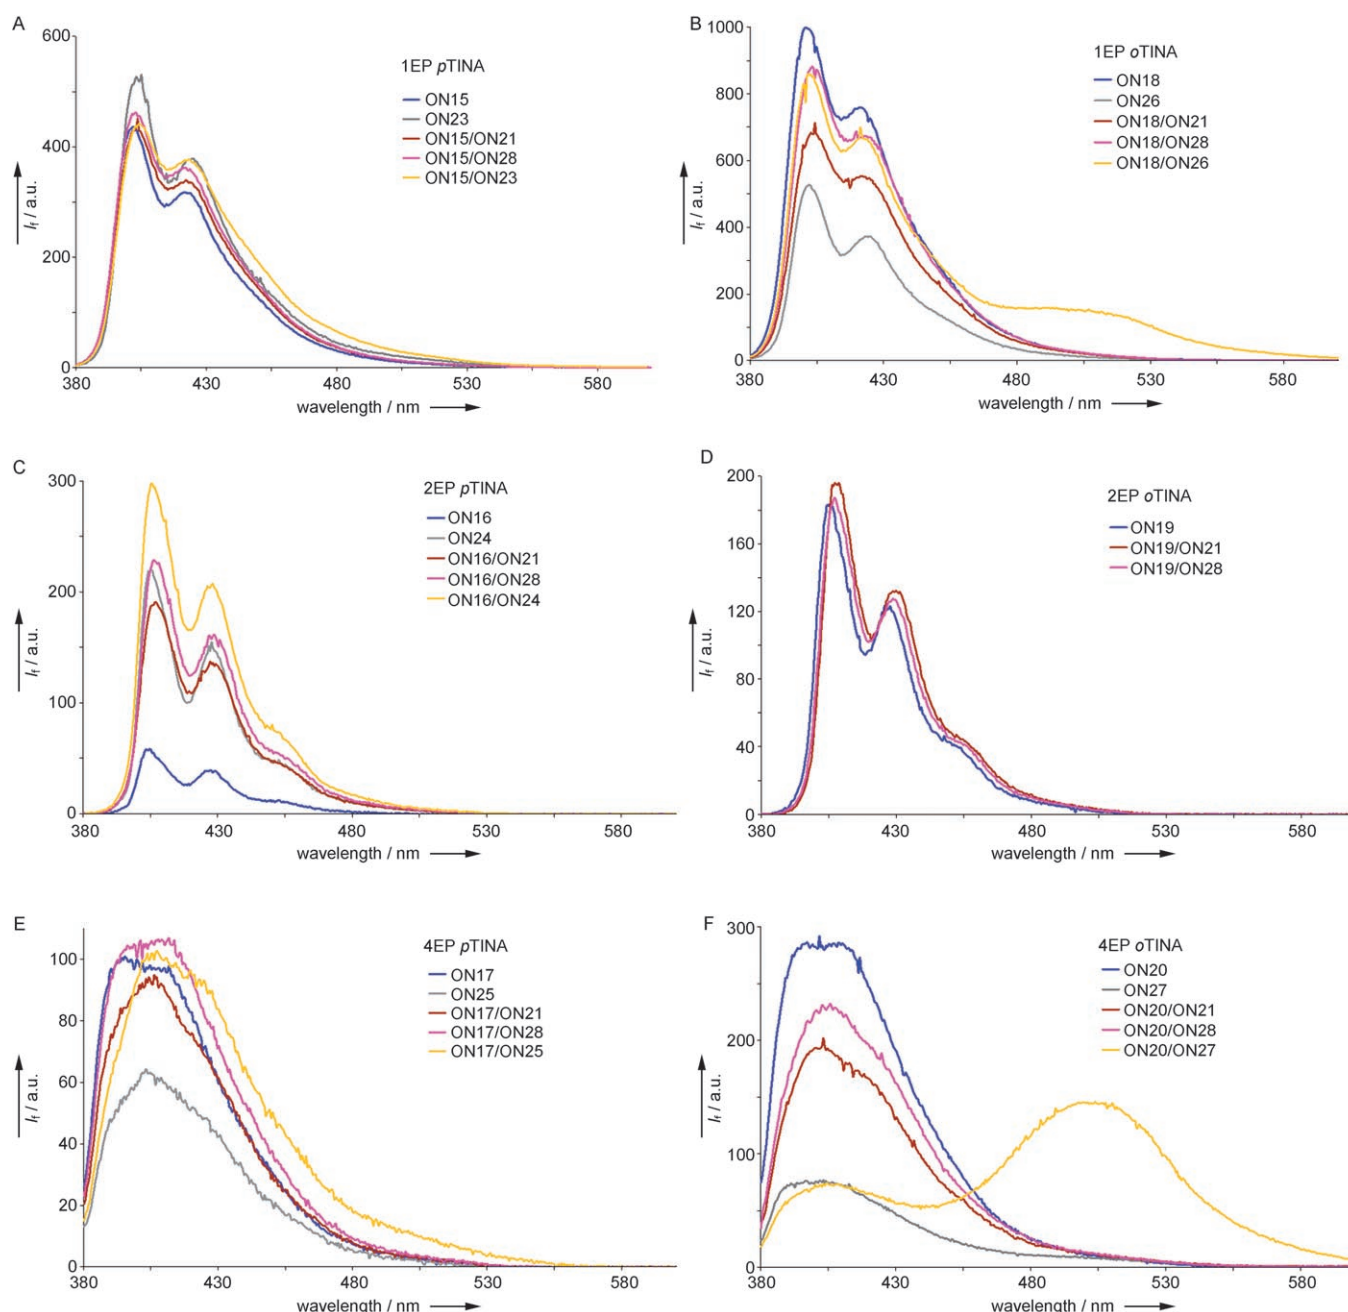 A
600
400
200
0
380
430
480
530
580
wavelength / nm
If / a.u.
1EP pTINA
ON15
ON23
ON15/ON21
ON15/ON28
ON15/ON23
B
1000
800
600
400
200
0
380
430
480
530
580
wavelength / nm
If / a.u.
1EP oTINA
ON18
ON26
ON18/ON21
ON18/ON28
ON18/ON26
C
300
200
100
0
380
430
480
530
580
wavelength / nm
If / a.u.
2EP pTINA
ON16
ON24
ON16/ON21
ON16/ON28
ON16/ON24
D
200
160
120
80
40
0
380
430
480
530
580
wavelength / nm
If / a.u.
2EP oTINA
ON19
ON19/ON21
ON19/ON28
E
100
80
60
40
20
0
380
430
480
530
580
wavelength / nm
If / a.u.
4EP pTINA
ON17
ON25
ON17/ON21
ON17/ON28
ON17/ON25
F
300
200
100
0
380
430
480
530
580
wavelength / nm
If / a.u.
4EP oTINA
ON20
ON27
ON20/ON21
ON20/ON28
ON20/ON27